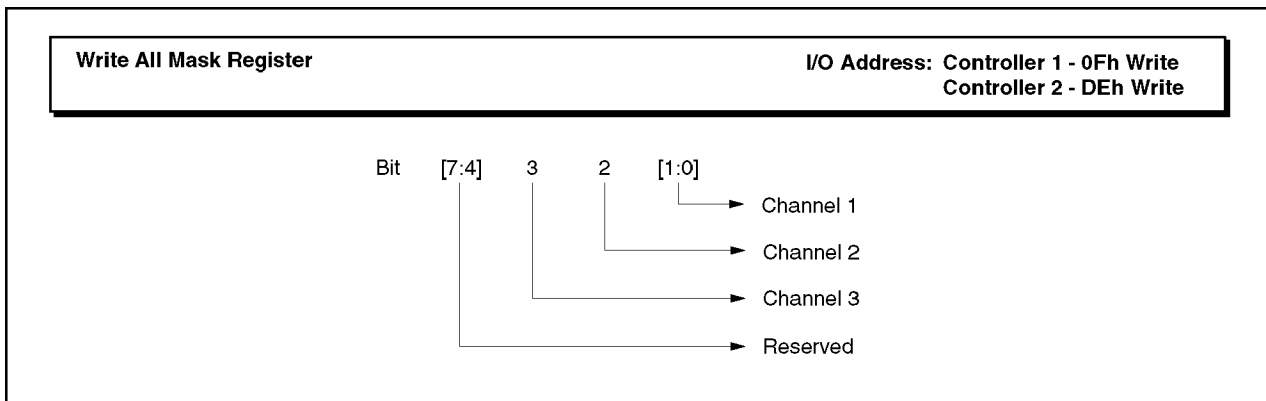 Write All Mask Register
I/O Address: Controller 1 - 0Fh Write
Controller 2 - DEh Write
Bit [7:4] 3 2 [1:0]
Channel 1
Channel 2
Channel 3
Reserved